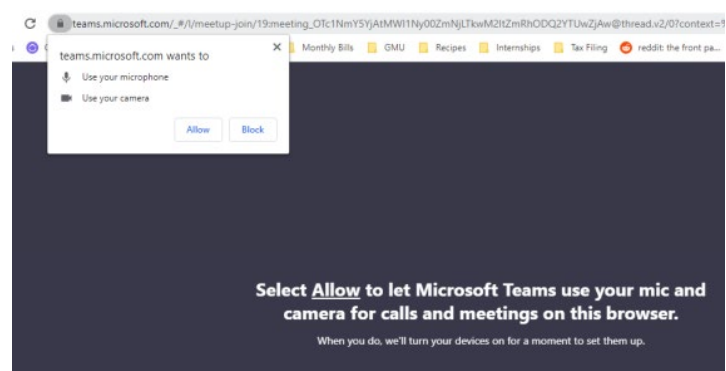 teams.microsoft.com/_#/l/meetup-join/19:meeting_OTc1NmY5YjAtMWI1Ny00ZmNjLTkwM2ItZmRhODQ2YTUwZjAw@thread.v2/0?context=
Monthly Bills GMU Recipes Internships Tax Filing reddit: the front pa...
teams.microsoft.com wants to
Use your microphone
Use your camera
Allow Block
Select Allow to let Microsoft Teams use your mic and
camera for calls and meetings on this browser.
When you do, we'll turn your devices on for a moment to set them up.